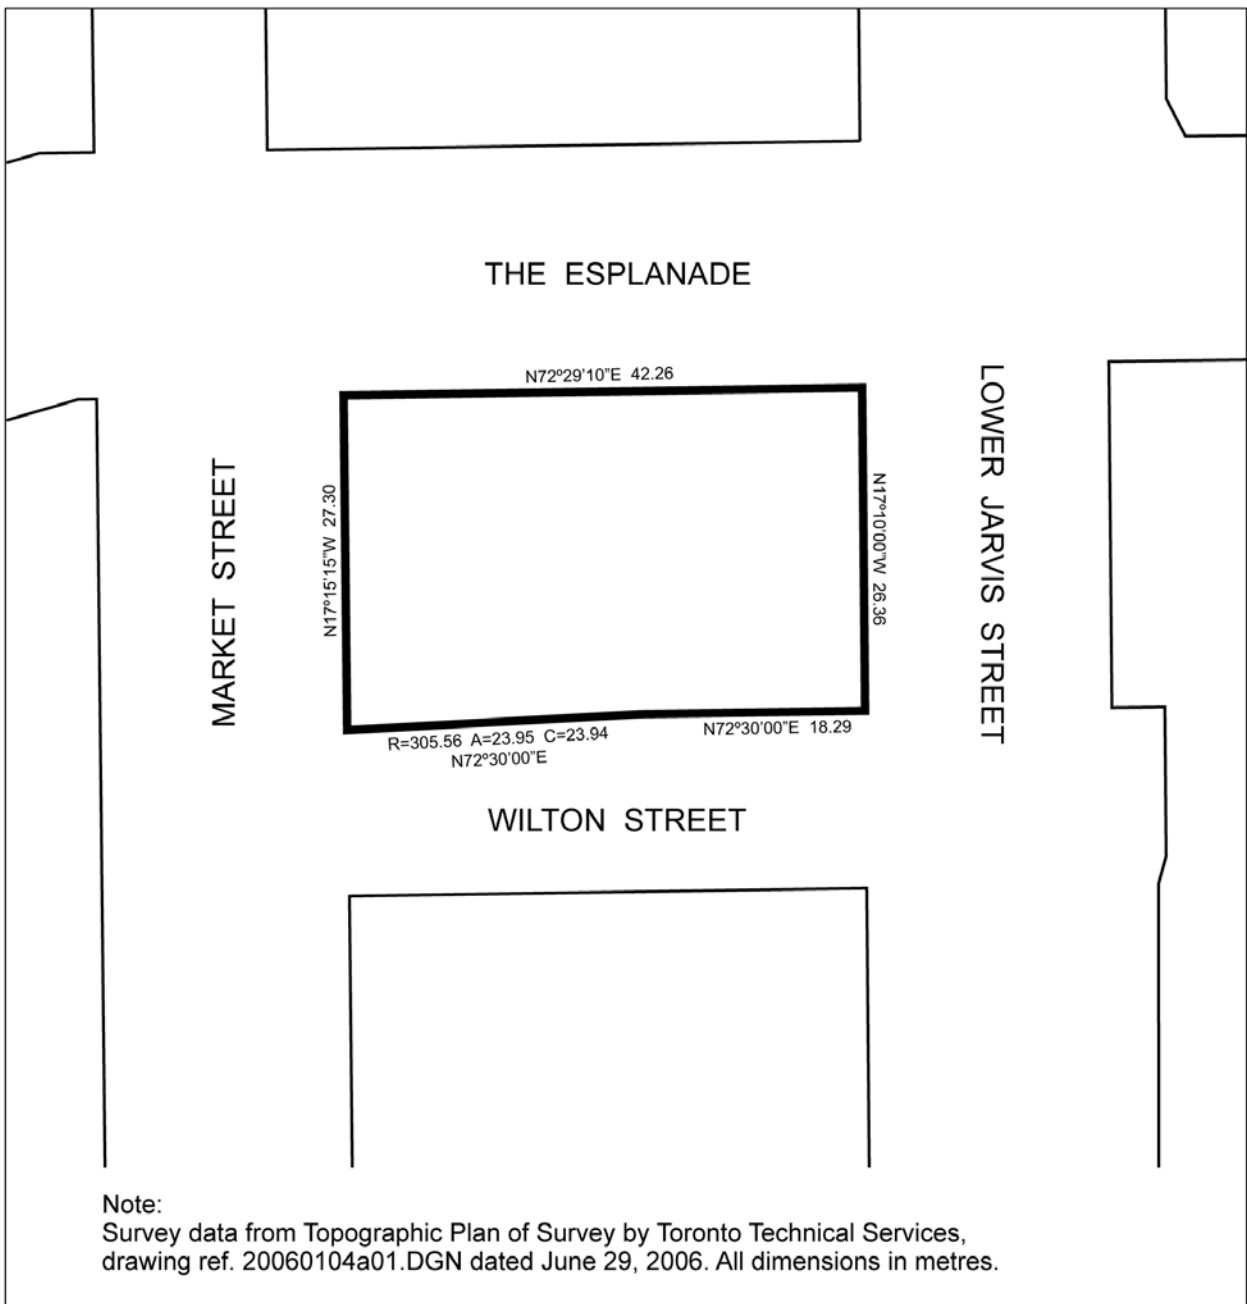 THE ESPLANADE
N72º29'10"E 42.26
LOWER JARVIS STREET
MARKET STREET
N17º15'15"W 27.30
N17º10'00"W 26.36
R=305.56 A=23.95 C=23.94
N72º30'00"E
N72º30'00"E 18.29
WILTON STREET
Note:
Survey data from Topographic Plan of Survey by Toronto Technical Services,
drawing ref. 20060104a01.DGN dated June 29, 2006. All dimensions in metres.